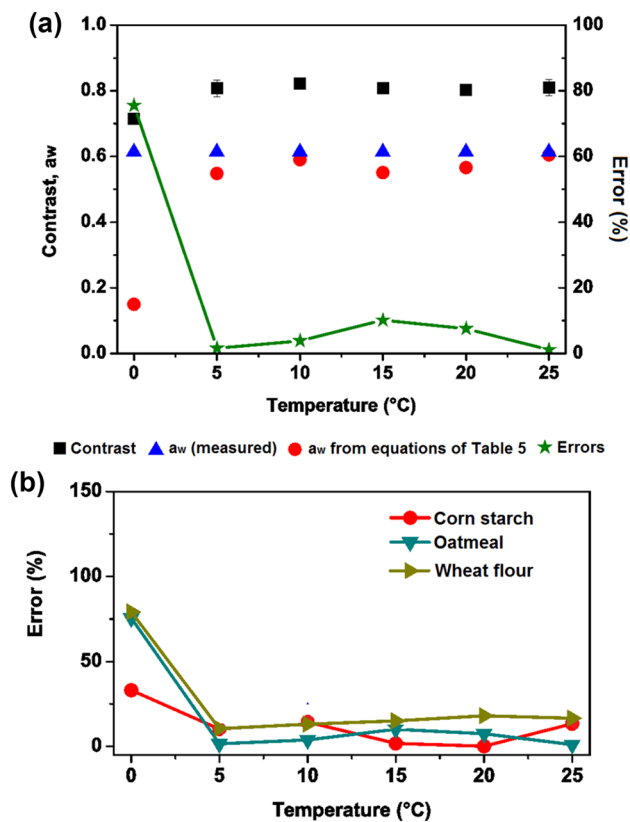 (a)
1.0
0.8
0.6
0.4
0.2
0.0
Contrast, aw
100
80
60
40
20
0
Error (%)
0 5 10 15 20 25
Temperature (°C)
Contrast aw (measured) aw from equations of Table 5 Errors
(b)
150
100
50
0
Error (%)
Corn starch
Oatmeal
Wheat flour
0 5 10 15 20 25
Temperature (°C)